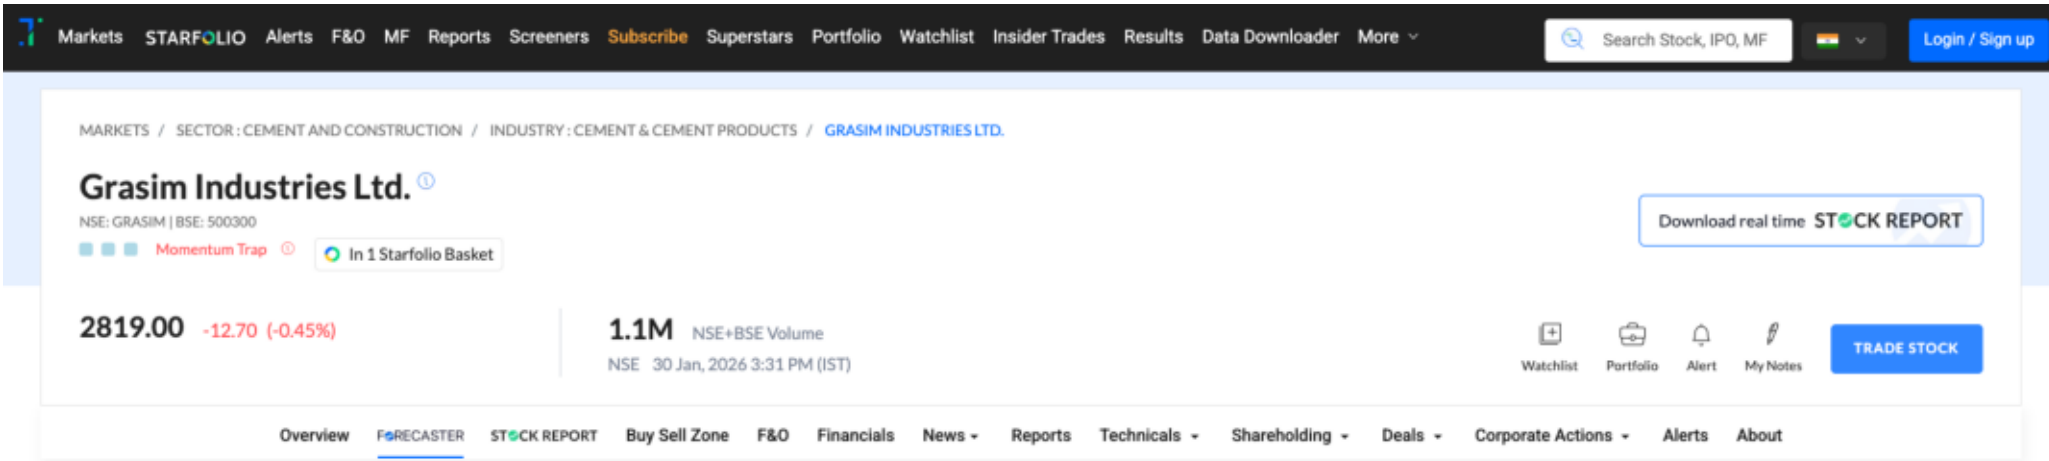 Markets STARFOLIO Alerts F&O MF Reports Screeners Subscribe Superstars Portfolio Watchlist Insider Trades Results Data Downloader More Search Stock, IPO, MF Login / Sign up
MARKETS / SECTOR : CEMENT AND CONSTRUCTION / INDUSTRY : CEMENT & CEMENT PRODUCTS / GRASIM INDUSTRIES LTD.
Grasim Industries Ltd.
NSE: GRASIM | BSE: 500300
Download real time STOCK REPORT
Momentum Trap In 1 Starfolio Basket
2819.00 -12.70 (-0.45%) 1.1M NSE+BSE Volume
NSE 30 Jan, 2026 3:31 PM (IST)
Watchlist Portfolio Alert My Notes TRADE STOCK
Overview FORECASTER STOCK REPORT Buy Sell Zone F&O Financials News Reports Technicals Shareholding Deals Corporate Actions Alerts About